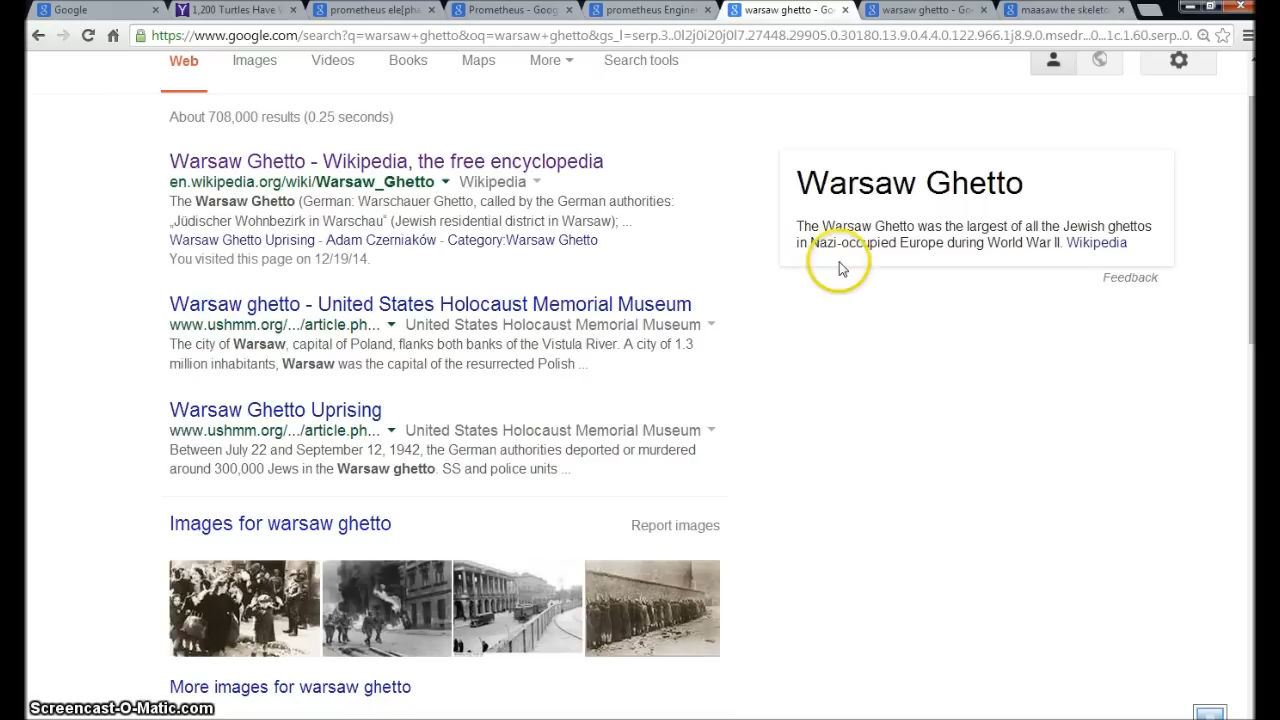 Google
1,200 Turtles Have
prometheus ele[pha
Prometheus - Goog
prometheus Engine
warsaw ghetto - Go
warsaw ghetto - Go
maasaw the skeleto
https://www.google.com/search?q=warsaw+ghetto&oq=warsaw+ghetto&gs_l=serp.3..0l2j0i20j0l7.27448.29905.0.30180.13.9.0.4.4.0.122.966.1j8.9.0.msedr...0...1c.1.60.serp...
Web Images Videos Books Maps More Search tools
About 708,000 results (0.25 seconds)
Warsaw Ghetto - Wikipedia, the free encyclopedia
en.wikipedia.org/wiki/Warsaw_Ghetto Wikipedia
The Warsaw Ghetto (German: Warschauer Ghetto, called by the German authorities:
„Jüdischer Wohnbezirk in Warschau“ (Jewish residential district in Warsaw); ...
Warsaw Ghetto Uprising - Adam Czerniaków - Category:Warsaw Ghetto
You visited this page on 12/19/14.
Warsaw ghetto - United States Holocaust Memorial Museum
www.ushmm.org/.../article.ph... United States Holocaust Memorial Museum
The city of Warsaw, capital of Poland, flanks both banks of the Vistula River. A city of 1.3
million inhabitants, Warsaw was the capital of the resurrected Polish ...
Warsaw Ghetto Uprising
www.ushmm.org/.../article.ph... United States Holocaust Memorial Museum
Between July 22 and September 12, 1942, the German authorities deported or murdered
around 300,000 Jews in the Warsaw ghetto. SS and police units ...
Images for warsaw ghetto
Report images
More images for warsaw ghetto
Warsaw Ghetto
The Warsaw Ghetto was the largest of all the Jewish ghettos
in Nazi-occupied Europe during World War II. Wikipedia
Feedback
Screencast-O-Matic.com